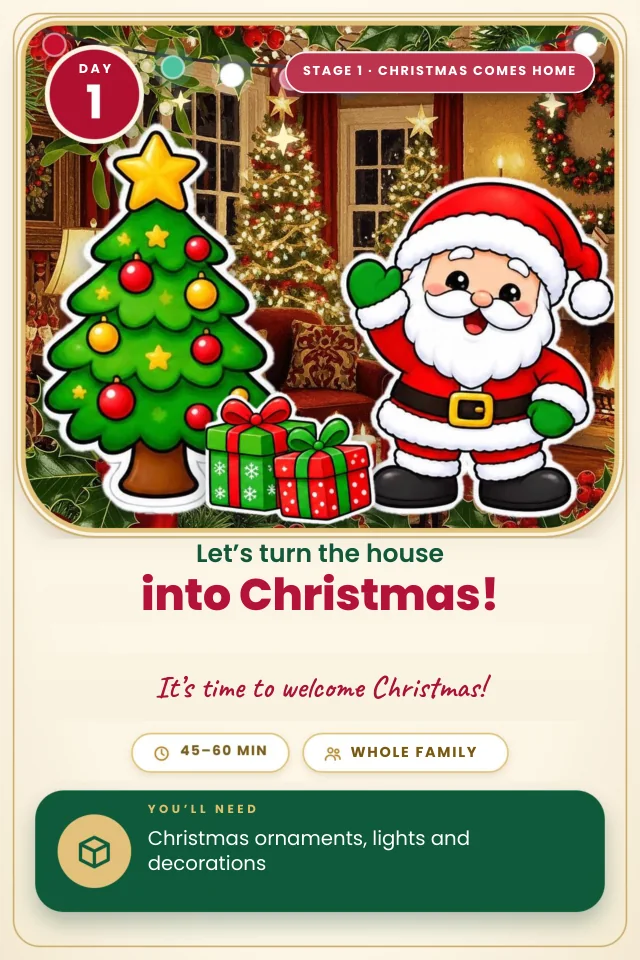 DAY
1
STAGE 1 · CHRISTMAS COMES HOME
Let’s turn the house
into Christmas!
It’s time to welcome Christmas!
45–60 MIN
WHOLE FAMILY
YOU’LL NEED
Christmas ornaments, lights and
decorations